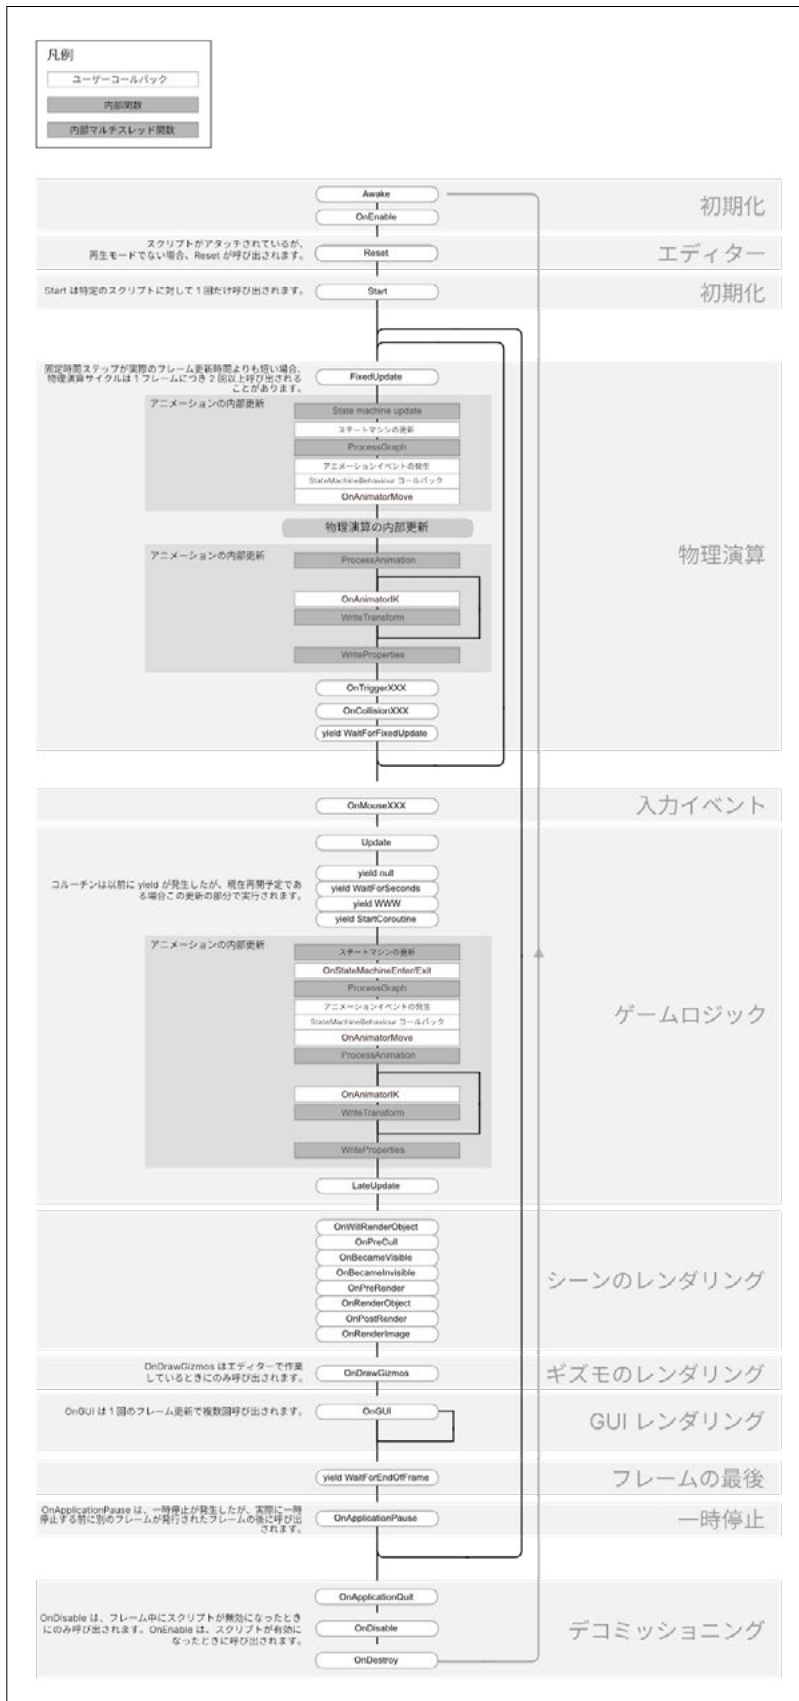 凡例
ユーザーコールバック
内部関数
内部マルチスレッド関数
Awake
OnEnable
初期化
スクリプトがアタッチされているが、
再生モードでない場合、Reset が呼び出されます。
Reset
エディター
Start は特定のスクリプトに対して 1 回だけ呼び出されます。
Start
初期化
固定時間ステップが実際のフレーム更新時間よりも短い場合、
物理演算サイクルは 1 フレームにつき 2 回以上呼び出される
ことがあります。
FixedUpdate
アニメーションの内部更新
State machine update
ステートマシンの更新
ProcessGraph
アニメーションイベントの発生
StateMachineBehaviour コールバック
OnAnimatorMove
物理演算の内部更新
物理演算
アニメーションの内部更新
ProcessAnimation
OnAnimatorIK
WriteTransform
WriteProperties
OnTriggerXXX
OnCollisionXXX
yield WaitForFixedUpdate
OnMouseXXX
入力イベント
Update
コルーチンは以前に yield が発生したが、現在再開予定であ
る場合この更新の部分で実行されます。
yield null
yield WaitForSeconds
yield WWW
yield StartCoroutine
アニメーションの内部更新
ステートマシンの更新
OnStateMachineEnter/Exit
ProcessGraph
アニメーションイベントの発生
StateMachineBehaviour コールバック
OnAnimatorMove
ProcessAnimation
OnAnimatorIK
WriteTransform
WriteProperties
ゲームロジック
LateUpdate
OnWillRenderObject
OnPreCull
OnBecameVisible
OnBecameInvisible
OnPreRender
OnRenderObject
OnPostRender
OnRenderImage
シーンのレンダリング
OnDrawGizmos はエディターで作業
しているときにのみ呼び出されます。
OnDrawGizmos
ギズモのレンダリング
OnGUI は 1 回のフレーム更新で複数回呼び出されます。
OnGUI
GUI レンダリング
yield WaitForEndOfFrame
フレームの最後
OnApplicationPause は、一時停止が発生したが、実際に一時
停止する前に別のフレームが発行されたフレームの後に呼び出
されます。
OnApplicationPause
一時停止
OnApplicationQuit
OnDisable は、フレーム中にスクリプトが無効になったとき
にのみ呼び出されます。OnEnable は、スクリプトが有効に
なったときに呼び出されます。
OnDisable
OnDestroy
デコミッショニング